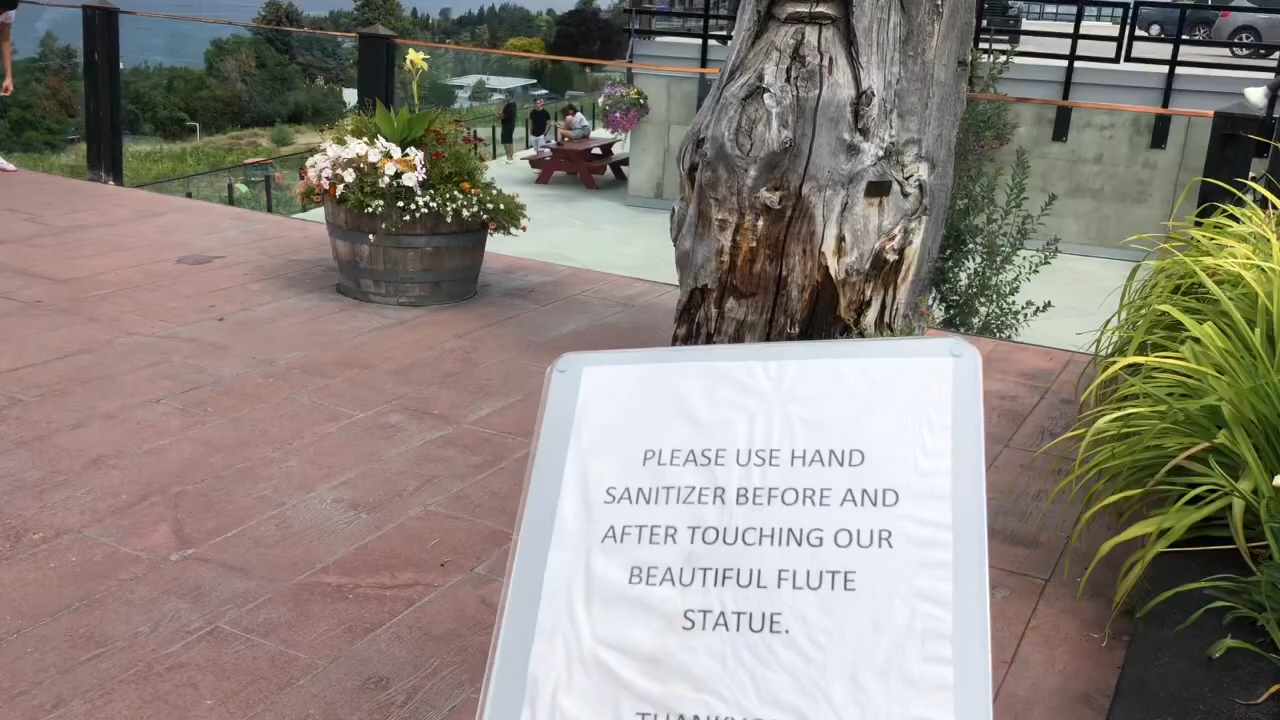 PLEASE USE HAND
SANITIZER BEFORE AND
AFTER TOUCHING OUR
BEAUTIFUL FLUTE
STATUE.